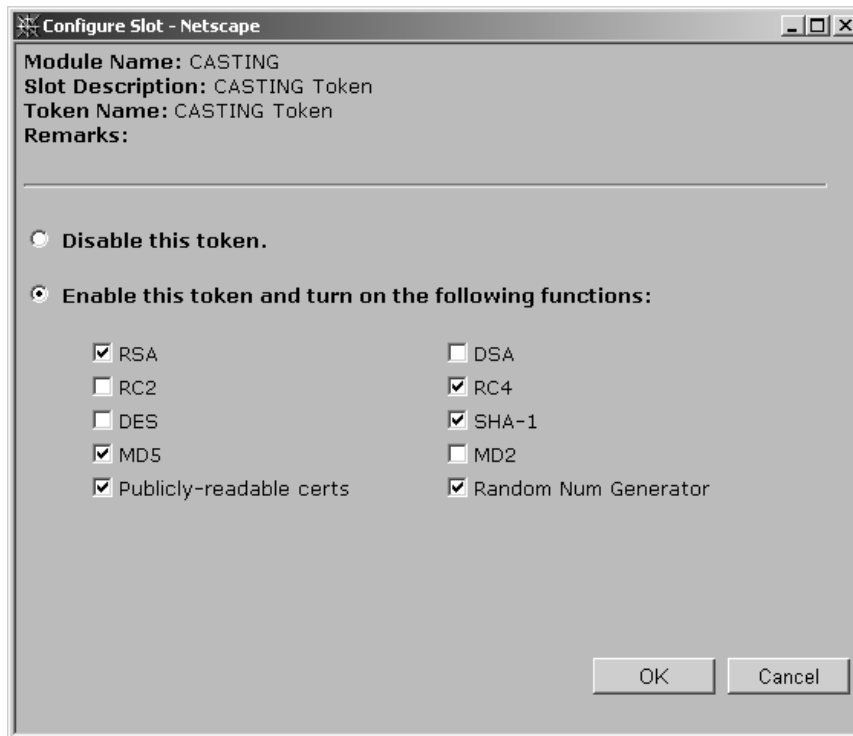 Configure Slot - Netscape
Module Name: CASTING
Slot Description: CASTING Token
Token Name: CASTING Token
Remarks:
Disable this token.
Enable this token and turn on the following functions:
RSA DSA
RC2 RC4
DES SHA-1
MD5 MD2
Publicly-readable certs Random Num Generator
OK Cancel